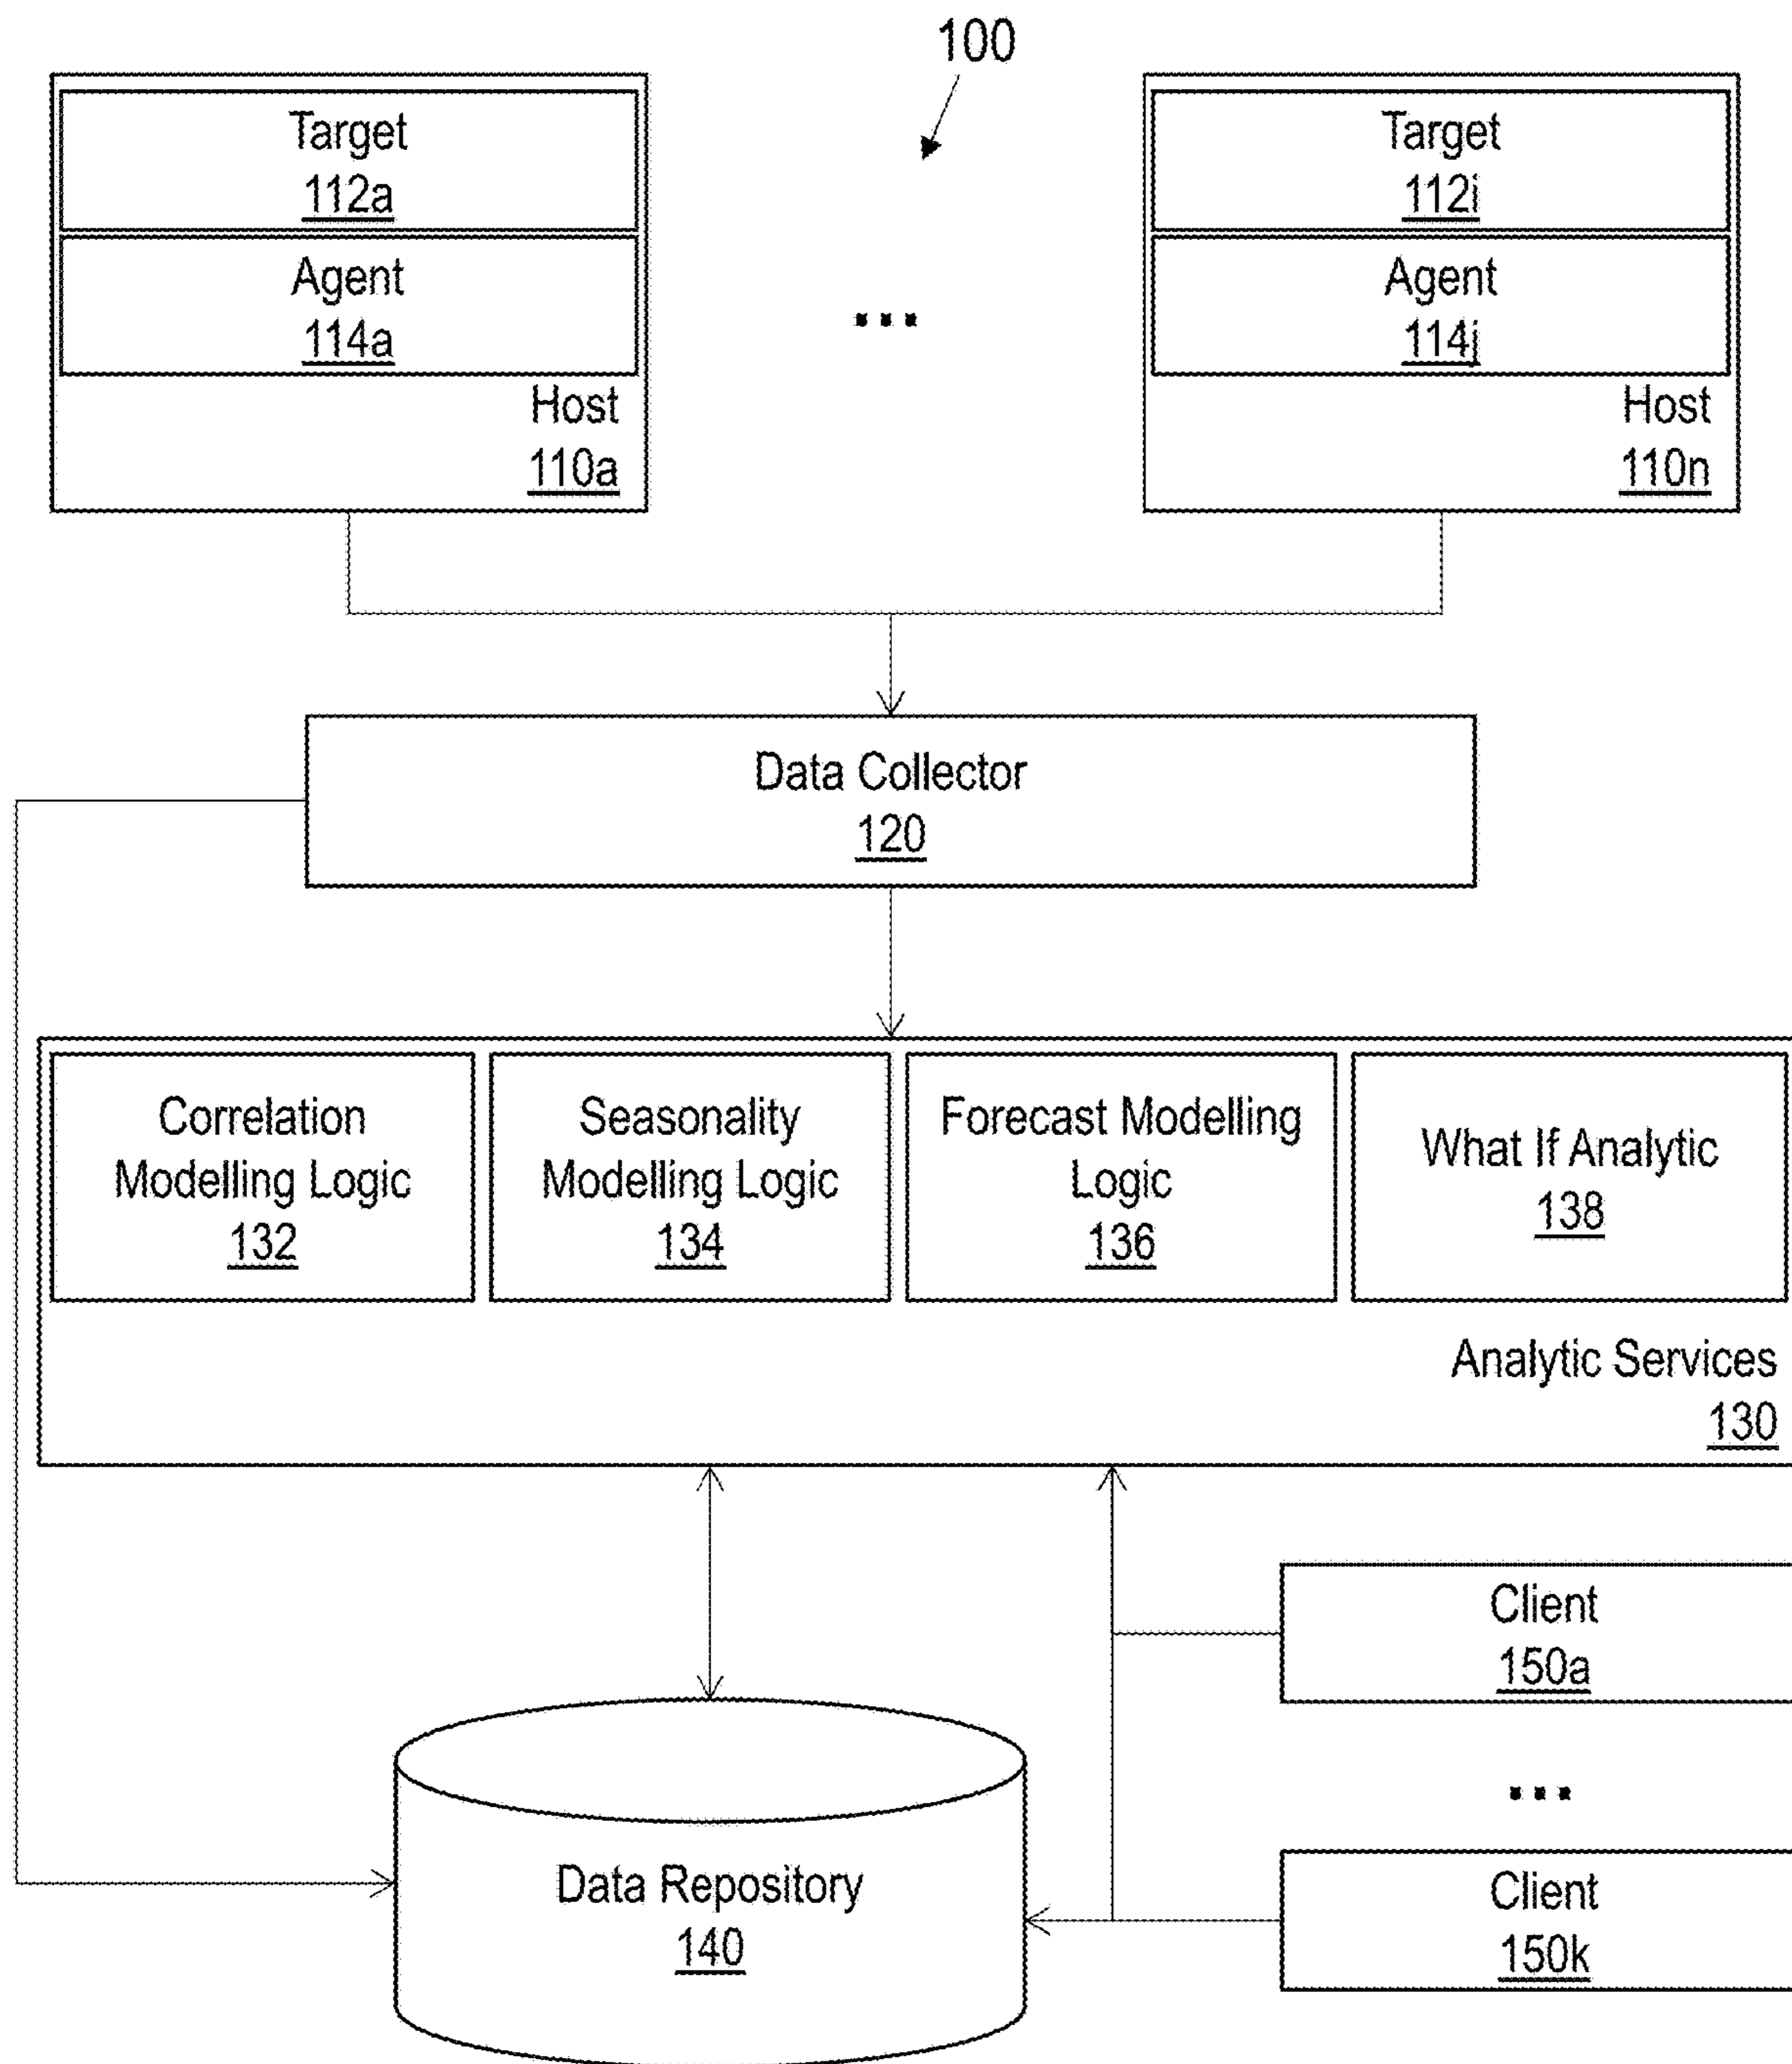 100
Target
112a
Agent
114a
Host
110a
...
Target
112i
Agent
114j
Host
110n
Data Collector
120
Correlation
Modelling Logic
132
Seasonality
Modelling Logic
134
Forecast Modelling
Logic
136
What If Analytic
138
Analytic Services
130
Client
150a
...
Client
150k
Data Repository
140